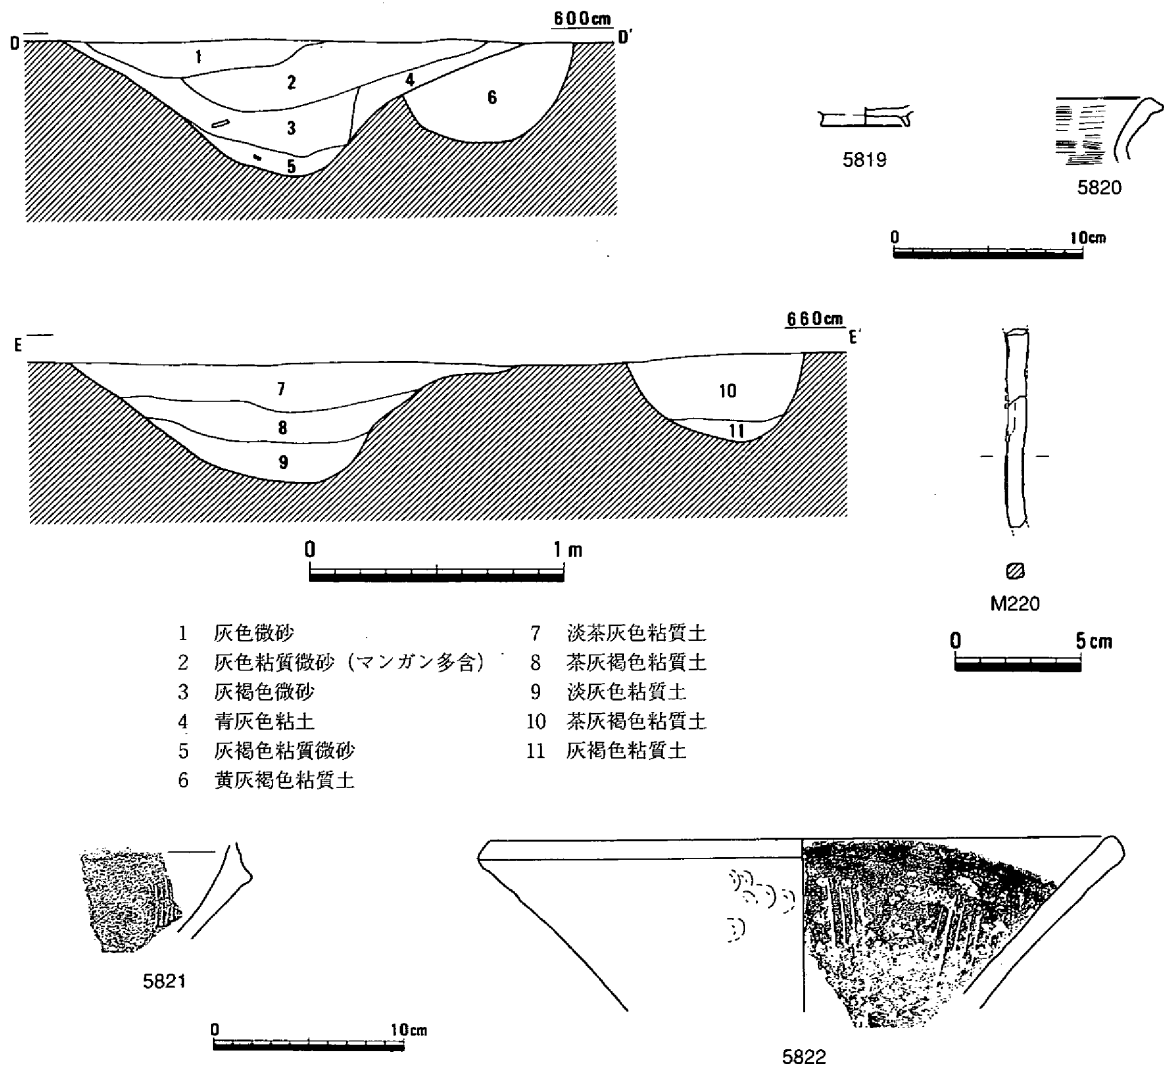 600cm
D D'
1
2
4
6
3
5
5819
5820
0 10cm
660cm
E E'
7
10
8
11
9
0 1m
M220
0 5cm
1 灰色微砂
2 灰色粘質微砂（マンガン多含）
3 灰褐色微砂
4 青灰色粘土
5 灰褐色粘質微砂
6 黄灰褐色粘質土
7 淡茶灰色粘質土
8 茶灰褐色粘質土
9 淡灰色粘質土
10 茶灰褐色粘質土
11 灰褐色粘質土
5821
0 10cm
5822